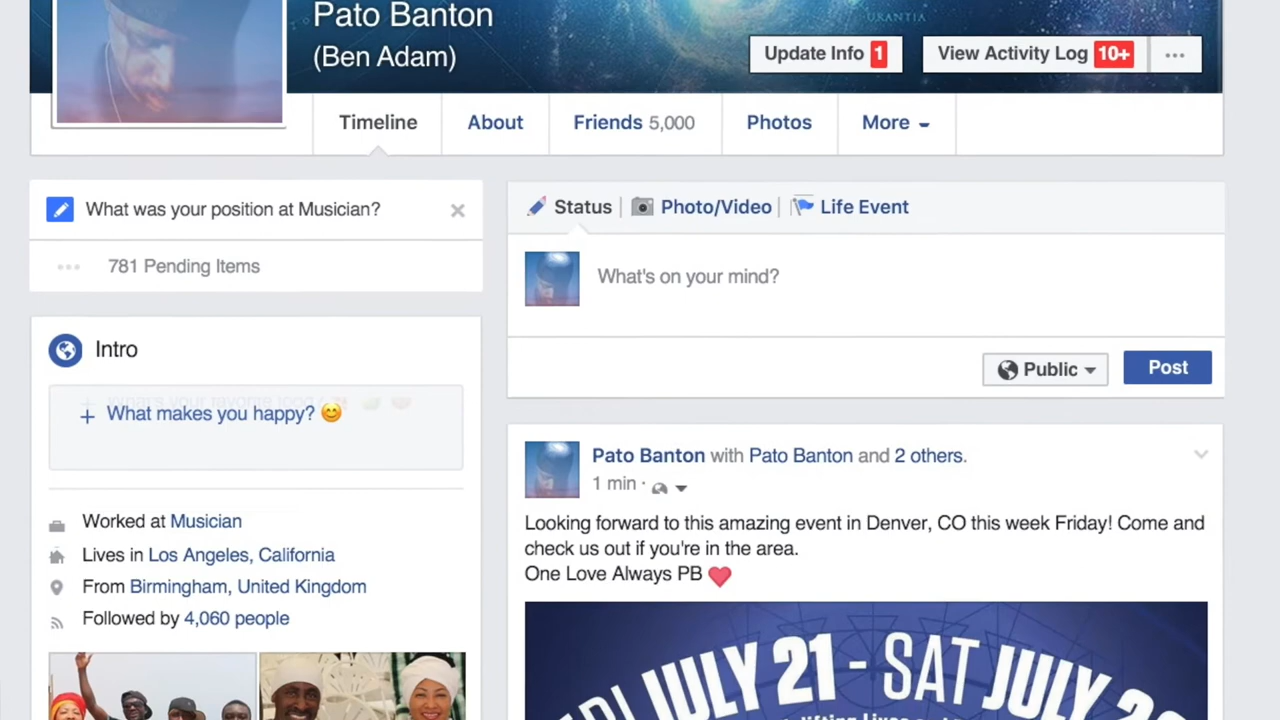 Pato Banton
URANTIA
(Ben Adam)
Update Info 1
View Activity Log 10+
Timeline
About
Friends 5,000
Photos
More
What was your position at Musician?
781 Pending Items
Status
Photo/Video
Life Event
What's on your mind?
Public
Post
Intro
+ What makes you happy? 😊
Worked at Musician
Lives in Los Angeles, California
From Birmingham, United Kingdom
Followed by 4,060 people
Pato Banton with Pato Banton and 2 others.
1 min ·
Looking forward to this amazing event in Denver, CO this week Friday! Come and
check us out if you're in the area.
One Love Always PB ❤
JULY 21 - SAT JULY